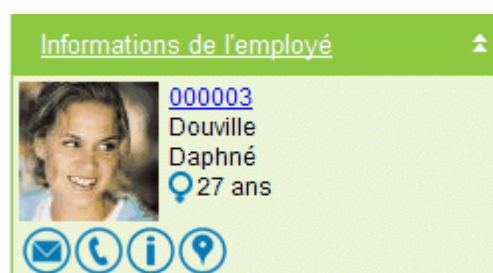 Informations de l'employé
000003
Douville
Daphné
27 ans